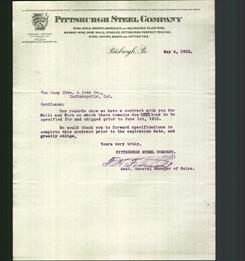 PITTSBURGH STEEL COMPANY
Pittsburgh, Pa.
May 4, 1925.
Van Camp Hdw. & Iron Co.,
Indianapolis, Ind.
Gentlemen:
Our records show we have a contract with you for
Nails and Wire on which there remains tons to be
specified for and shipped prior to June 1st, 1925.
We would thank you to forward specifications to
complete this contract prior to the expiration date, and
greatly oblige,
Yours very truly,
PITTSBURGH STEEL COMPANY,
Asst. General Manager of Sales.